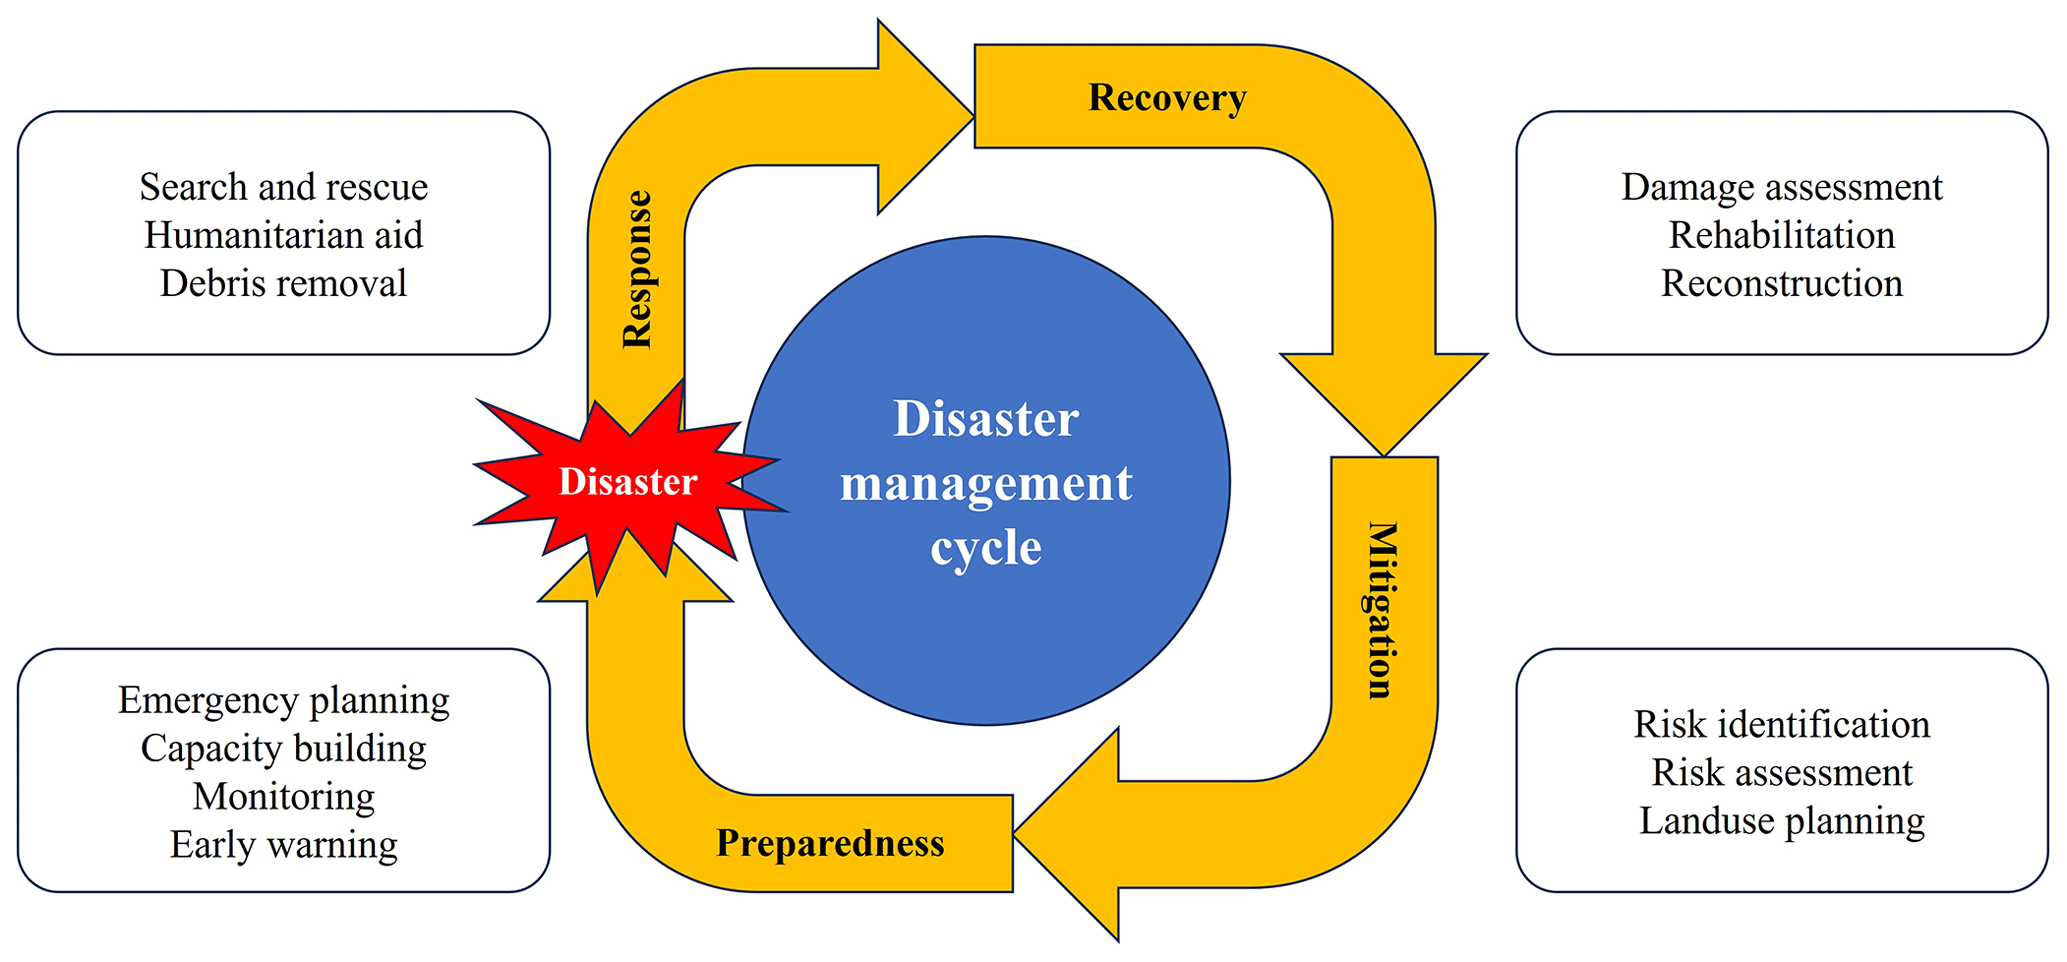 Recovery
Search and rescue
Humanitarian aid
Debris removal
Response
Damage assessment
Rehabilitation
Reconstruction
Disaster
Disaster
management
cycle
Mitigation
Emergency planning
Capacity building
Monitoring
Early warning
Preparedness
Risk identification
Risk assessment
Landuse planning